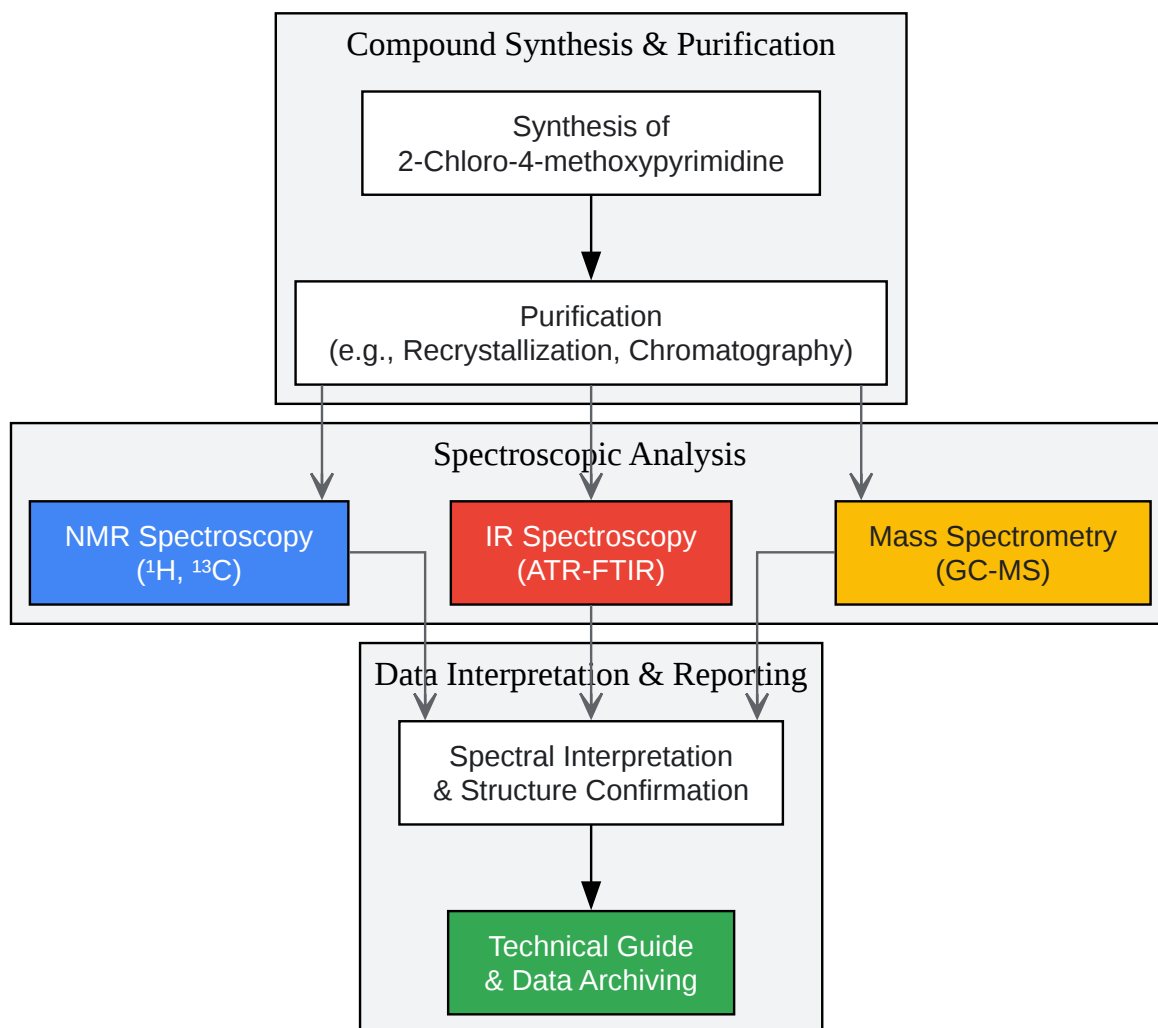 Compound Synthesis & Purification
Synthesis of
2-Chloro-4-methoxypyrimidine
Purification
(e.g., Recrystallization, Chromatography)
Spectroscopic Analysis
NMR Spectroscopy
(¹H, ¹³C)
IR Spectroscopy
(ATR-FTIR)
Mass Spectrometry
(GC-MS)
Data Interpretation & Reporting
Spectral Interpretation
& Structure Confirmation
Technical Guide
& Data Archiving